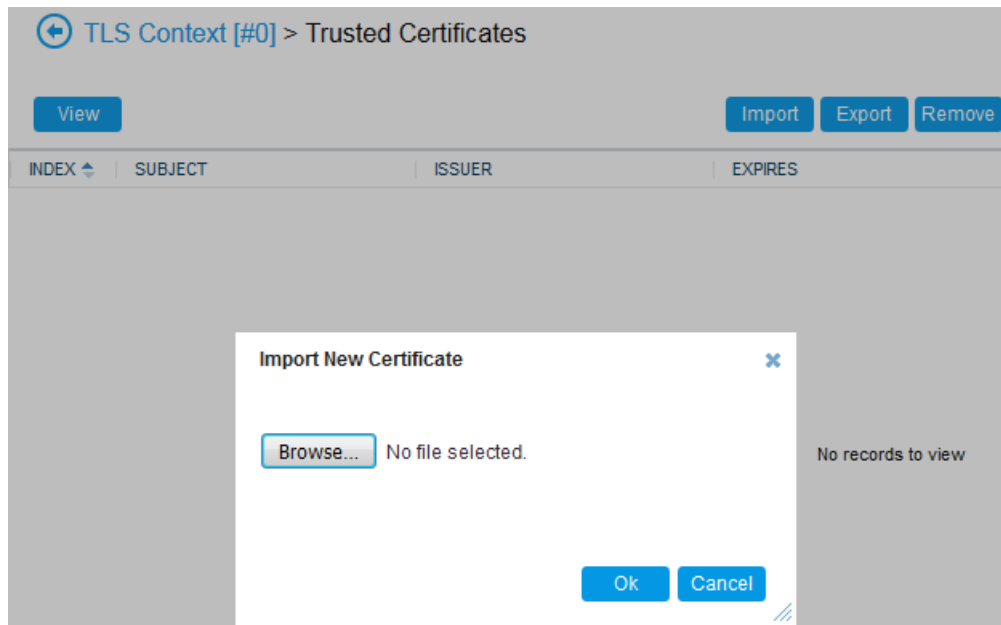 TLS Context [#0] > Trusted Certificates
View Import Export Remove
INDEX SUBJECT ISSUER EXPIRES
Import New Certificate
Browse... No file selected.
No records to view
Ok Cancel